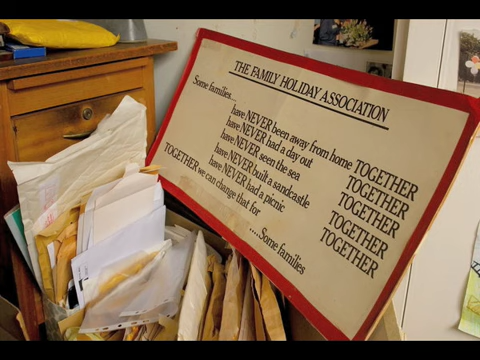 THE FAMILY HOLIDAY ASSOCIATION
Some families....
have NEVER been away from home TOGETHER
have NEVER had a day out TOGETHER
have NEVER seen the sea TOGETHER
have NEVER built a sandcastle TOGETHER
have NEVER had a picnic TOGETHER
TOGETHER we can change that for
.....Some families